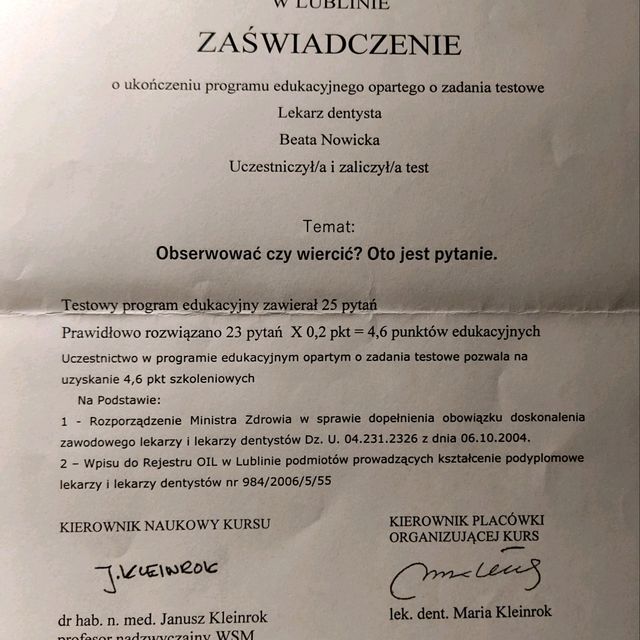 W LUBLINIE
ZAŚWIADCZENIE
o ukończeniu programu edukacyjnego opartego o zadania testowe
Lekarz dentysta
Beata Nowicka
Uczestniczył/a i zaliczył/a test
Temat:
Obserwować czy wiercić? Oto jest pytanie.
Testowy program edukacyjny zawierał 25 pytań
Prawidłowo rozwiązano 23 pytań X 0,2 pkt = 4,6 punktów edukacyjnych
Uczestnictwo w programie edukacyjnym opartym o zadania testowe pozwala na
uzyskanie 4,6 pkt szkoleniowych
Na Podstawie:
1 - Rozporządzenie Ministra Zdrowia w sprawie dopełnienia obowiązku doskonalenia
zawodowego lekarzy i lekarzy dentystów Dz. U. 04.231.2326 z dnia 06.10.2004.
2 – Wpisu do Rejestru OIL w Lublinie podmiotów prowadzących kształcenie podyplomowe
lekarzy i lekarzy dentystów nr 984/2006/5/55
KIEROWNIK NAUKOWY KURSU
J. KLEINROK
dr hab. n. med. Janusz Kleinrok
profesor nadzwyczajny WSM
KIEROWNIK PLACÓWKI
ORGANIZUJĄCEJ KURS
lek. dent. Maria Kleinrok